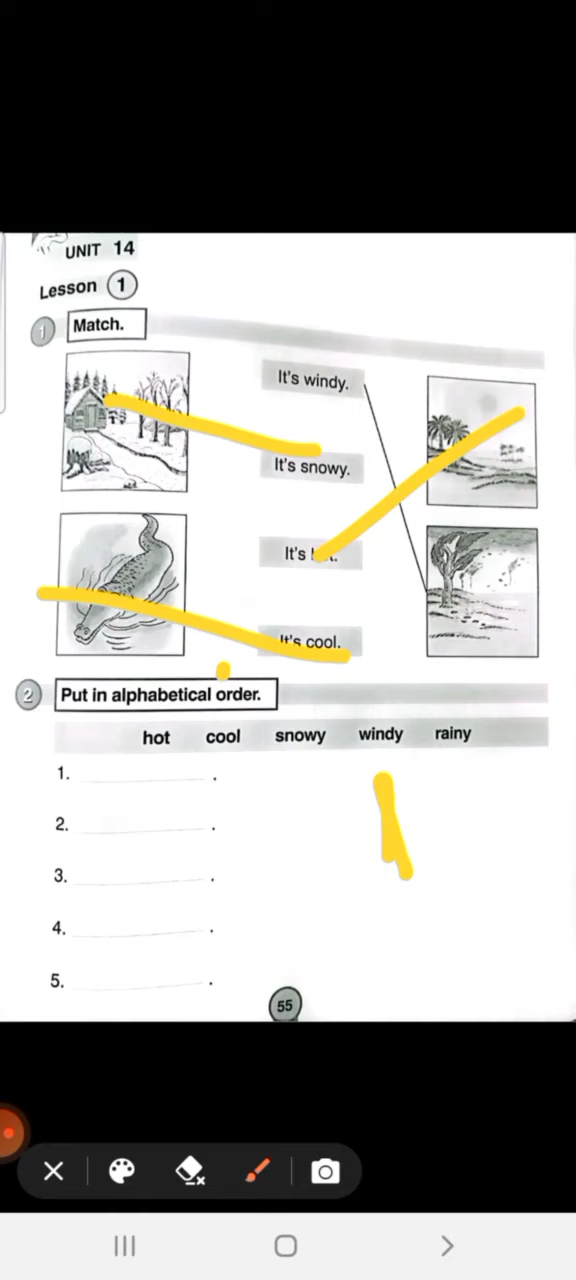 UNIT 14
Lesson 1
1 Match.
It's windy.
It's snowy.
It's
It's cool.
2 Put in alphabetical order.
hot cool snowy windy rainy
1. .
2. .
3. .
4. .
5. .
55